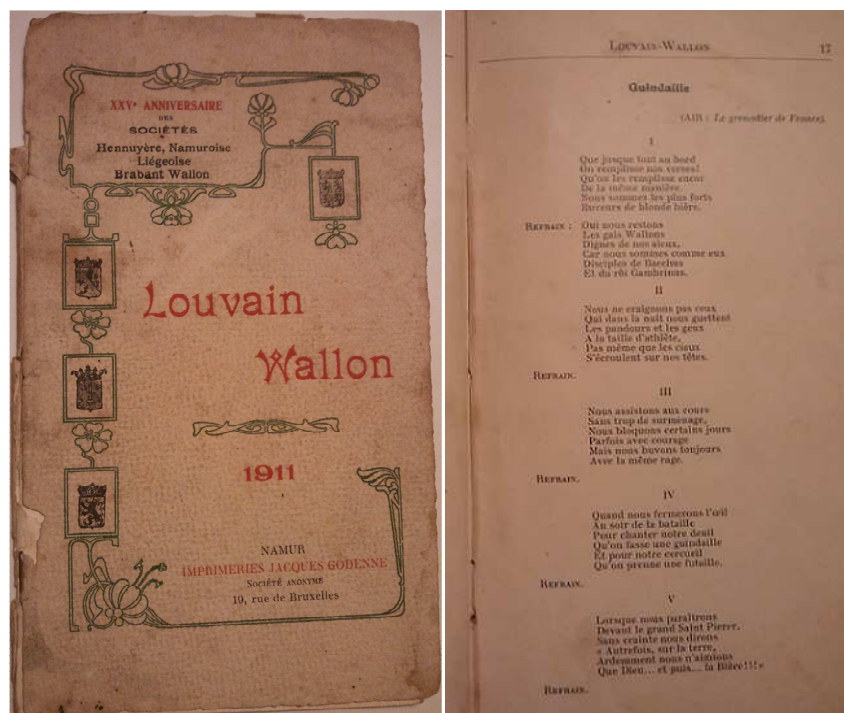 XXVe ANNIVERSAIRE
DES
SOCIÉTÉS
Hennuyère, Namuroise
Liégeoise
Brabant Wallon
Louvain
Wallon
1911
NAMUR
IMPRIMERIES JACQUES GODENNE
SOCIÉTÉ ANONYME
19, rue de Bruxelles
LOUVAIN-WALLON 17
Guindaille
(AIR : Le grenadier de France).
I
Que jusque tout au bord
On remplisse nos verres!
Qu'on les remplisse encor
De la même manière.
Nous sommes les plus forts
Buveurs de blonde bière.
REFRAIN : Oui nous restons
Les gais Wallons
Dignes de nos aïeux,
Car nous sommes comme eux
Disciples de Bacchus
Et du roi Gambrinus.
II
Nous ne craignons pas ceux
Qui dans la nuit nous guettent
Les pandours et les geux
A la taille d'athlète,
Pas même que les cieux
S'écroulent sur nos têtes.
REFRAIN.
III
Nous assistons aux cours
Sans trop de surmenage,
Nous bloquons certains jours
Parfois avec courage
Mais nous buvons toujours
Avec la même rage.
REFRAIN.
IV
Quand nous fermerons l'œil
Au soir de la bataille
Pour chanter notre deuil
Qu'on fasse une guindaille
Et pour notre cercueil
Qu'on prenne une futaille.
REFRAIN.
V
Lorsque nous paraîtrons
Devant le grand Saint Pierrer,
Sans crainte nous dirons
« Autrefois, sur la terre,
Ardemment nous n'aimions
Que Dieu... et puis... la Bière!!!»
REFRAIN.